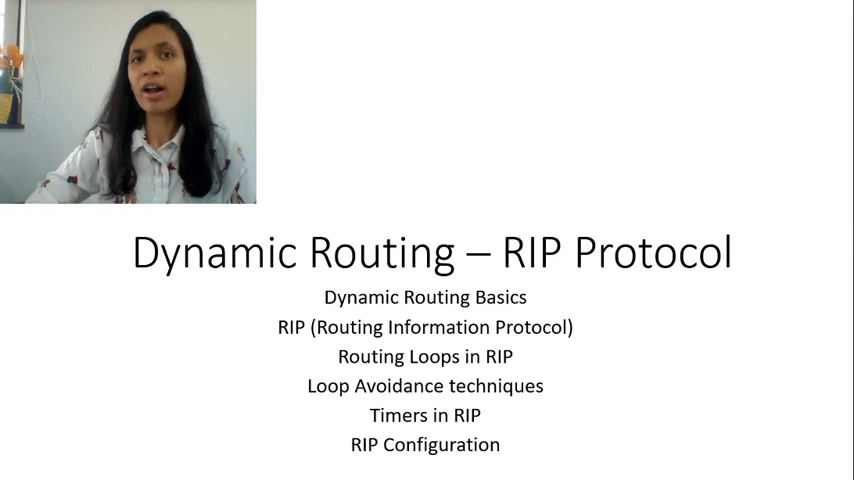 Dynamic Routing – RIP Protocol
Dynamic Routing Basics
RIP (Routing Information Protocol)
Routing Loops in RIP
Loop Avoidance techniques
Timers in RIP
RIP Configuration